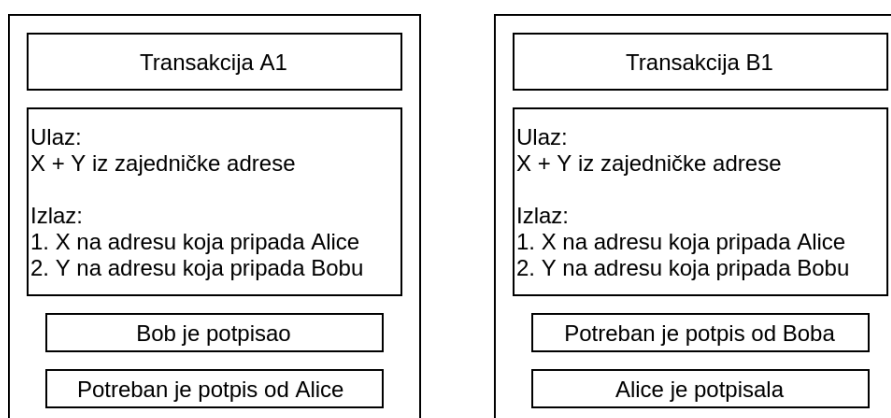 Transakcija A1
Ulaz:
X + Y iz zajedničke adrese
Izlaz:
1. X na adresu koja pripada Alice
2. Y na adresu koja pripada Bobu
Bob je potpisao
Potreban je potpis od Alice
Transakcija B1
Ulaz:
X + Y iz zajedničke adrese
Izlaz:
1. X na adresu koja pripada Alice
2. Y na adresu koja pripada Bobu
Potreban je potpis od Boba
Alice je potpisala